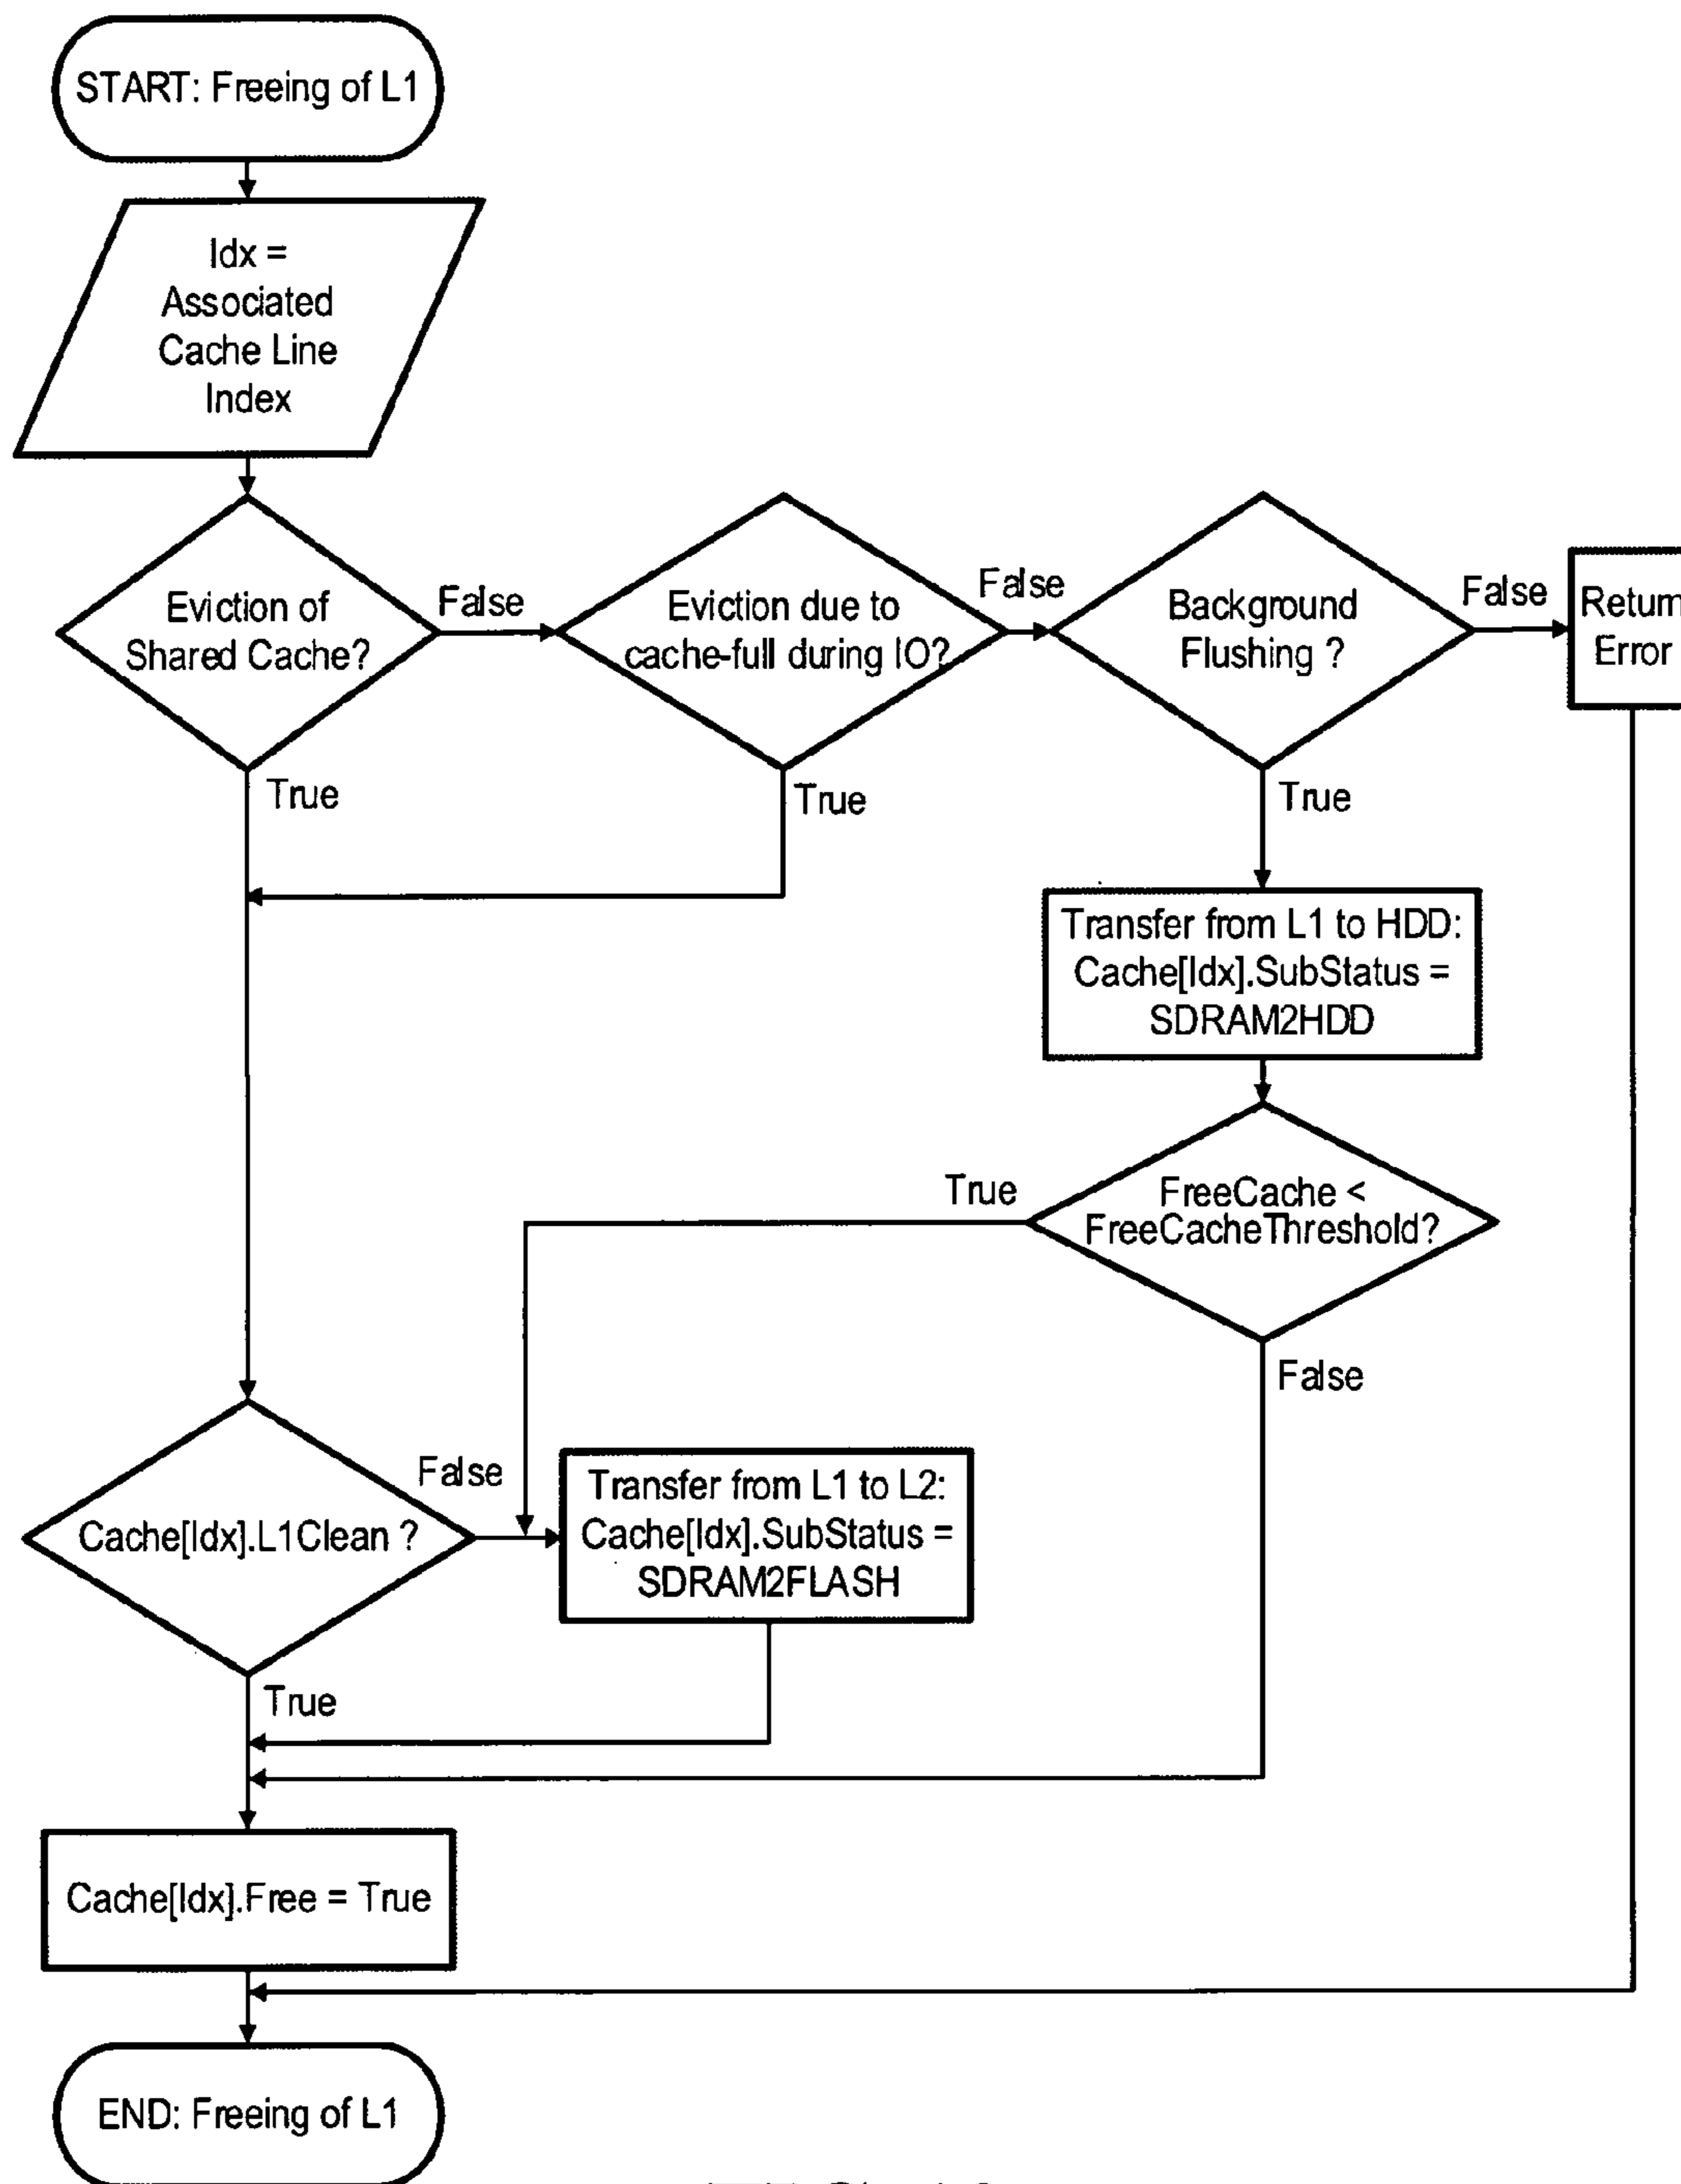 START: Freeing of L1
Idx =
Associated
Cache Line
Index
Eviction of
Shared Cache?
False
True
Eviction due to
cache-full during IO?
False
True
Background
Flushing ?
False
True
Return
Error
Transfer from L1 to HDD:
Cache[Idx].SubStatus =
SDRAM2HDD
FreeCache <
FreeCacheThreshold?
True
False
Cache[Idx].L1Clean ?
False
True
Transfer from L1 to L2:
Cache[Idx].SubStatus =
SDRAM2FLASH
Cache[Idx].Free = True
END: Freeing of L1